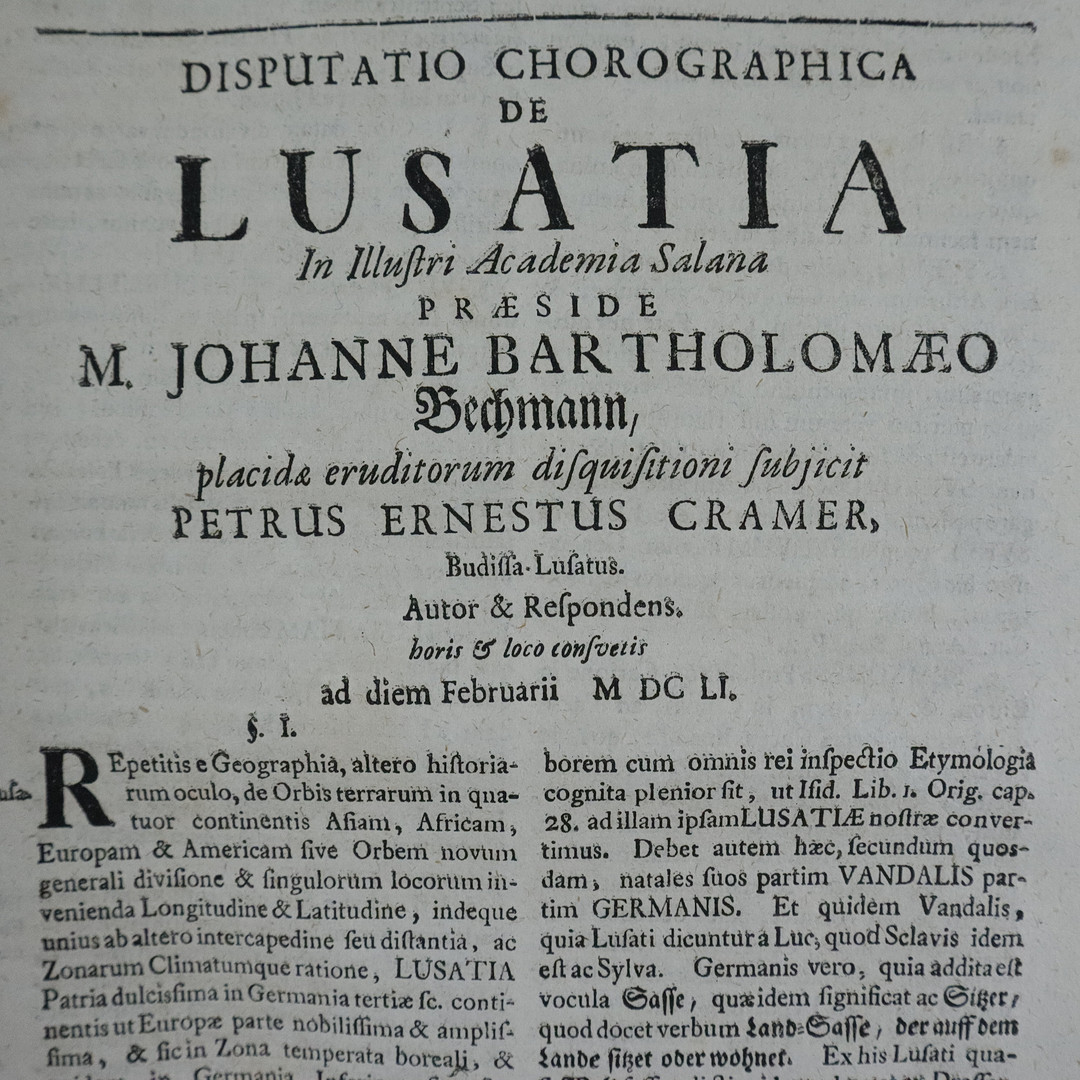 DISPUTATIO CHOROGRAPHICA
DE
LUSATIA
In Illuſtri Academia Salana
PRÆSIDE
M. JOHANNE BARTHOLOMÆO
Bechmann,
placidæ eruditorum diſquiſitioni ſubjicit
PETRUS ERNESTUS CRAMER,
Budiſſa-Luſatus.
Autor & Reſpondens.
horis & loco conſvetis
ad diem Februarii M DC LI.
§. I.
REpetitis e Geographia, altero hiſtoria-
rum oculo, de Orbis terrarum in qua-
tuor continentis Aſiam, Africam,
Europam & Americam ſive Orbem novum
generali diviſione & ſingulorum locorum in-
venienda Longitudine & Latitudine, indeque
unius ab altero intercapedine ſeu diſtantia, ac
Zonarum Climatumque ratione, LUSATIA
Patria dulcisſima in Germania tertiæ ſc. conti-
nentis ut Europæ parte nobiliſſima & ampliſ-
ſima, & ſic in Zona temperata boreali, &
in Germania
borem cum omnis rei inſpectio Etymologia
cognita plenior ſit, ut Iſid. Lib. 1. Orig. cap.
28. ad illam ipſam LUSATIÆ noſtræ conver-
timus. Debet autem hæc, ſecundum quos-
dam, natales ſuos partim VANDALIS par-
tim GERMANIS. Et quidem Vandalis,
quia Luſati dicuntur à Luc, quod Sclavis idem
eſt ac Sylva. Germanis vero, quia addita eſt
vocula Saſſe, quæ idem ſignificat ac Sitzer,
quod docet verbum Land-Saſſe, der auff dem
Lande ſitzet oder wohnet. Ex his Luſati qua-